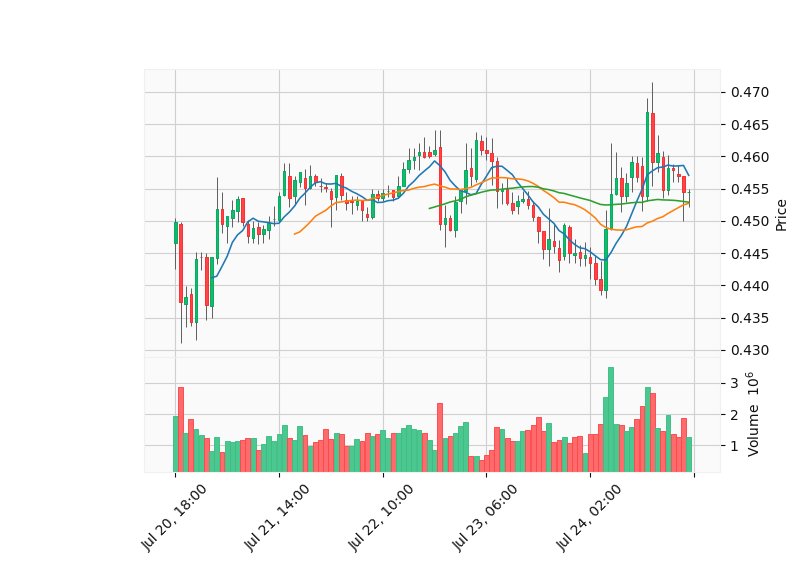 0.470
0.465
0.460
0.455
0.450
0.445
0.440
0.435
0.430
Price
3
2
1
Volume 10^6
Jul 20, 18:00
Jul 21, 14:00
Jul 22, 10:00
Jul 23, 06:00
Jul 24, 02:00